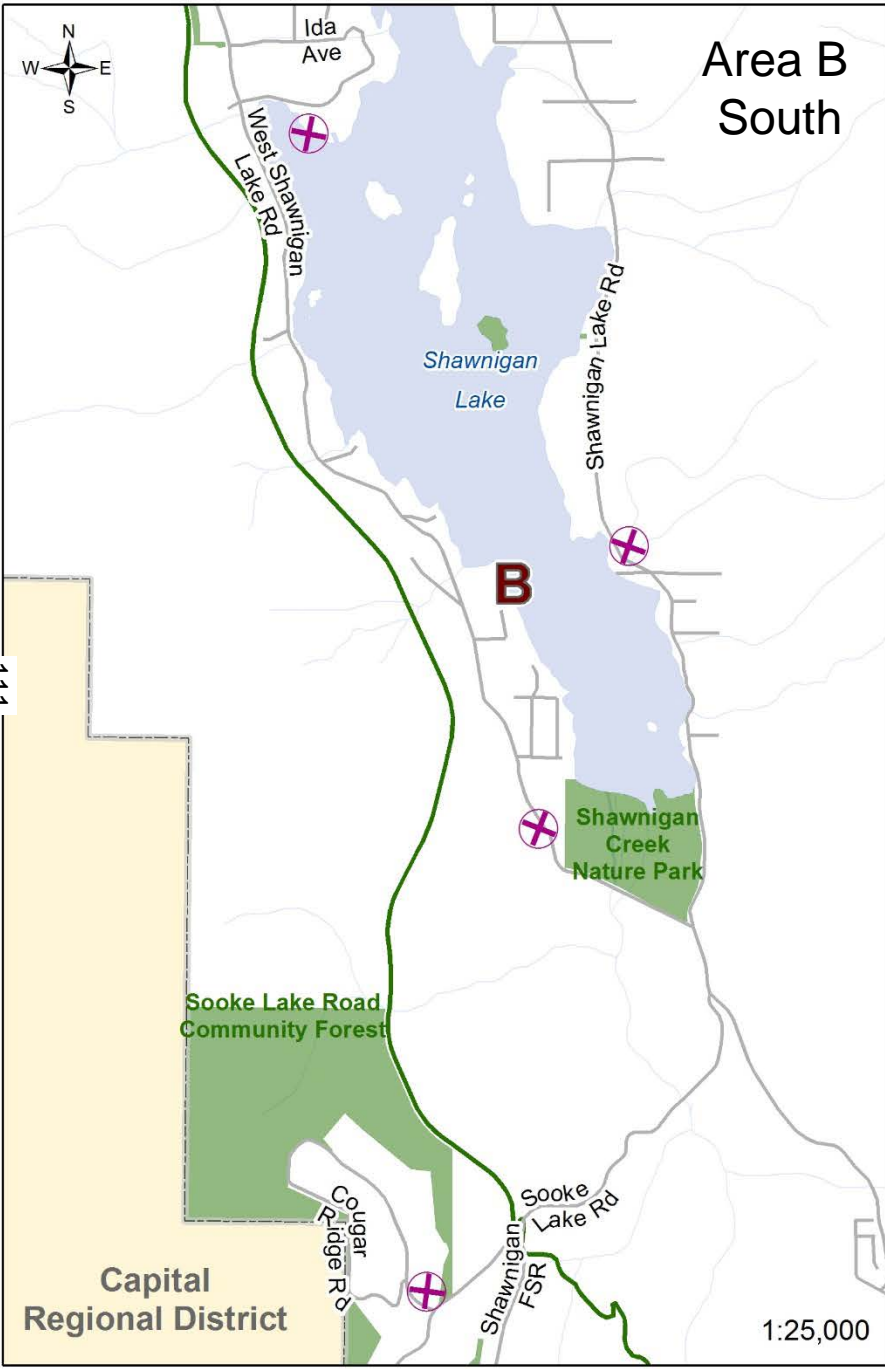 Area B
South
N
W E
S
Ida
Ave
West Shawnigan
Lake Rd
Shawnigan Lake Rd
Shawnigan
Lake
B
111
Shawnigan
Creek
Nature Park
Sooke Lake Road
Community Forest
Cougar
Ridge Rd
Sooke
Lake Rd
Shawnigan
FSR
Capital
Regional District
1:25,000